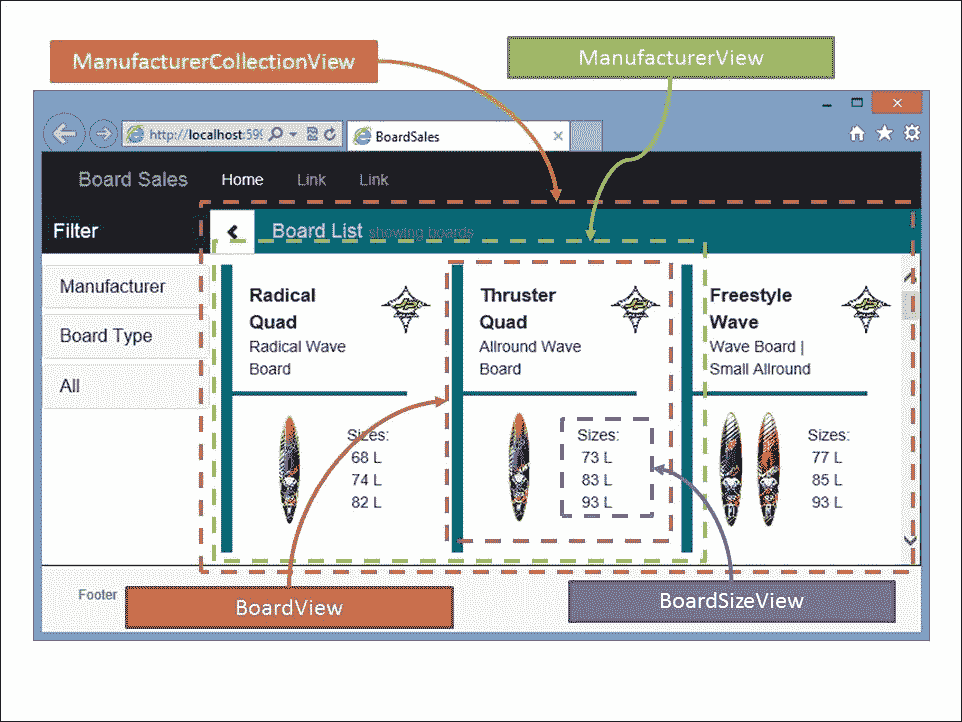 ManufacturerCollectionView
ManufacturerView
http://localhost:59
BoardSales
Board Sales
Home
Link
Link
Filter
Board List showing boards
Manufacturer
Board Type
All
Radical
Quad
Radical Wave
Board
Sizes:
68 L
74 L
82 L
Thruster
Quad
Allround Wave
Board
Sizes:
73 L
83 L
93 L
Freestyle
Wave
Wave Board |
Small Allround
Sizes:
77 L
85 L
93 L
Footer
BoardView
BoardSizeView